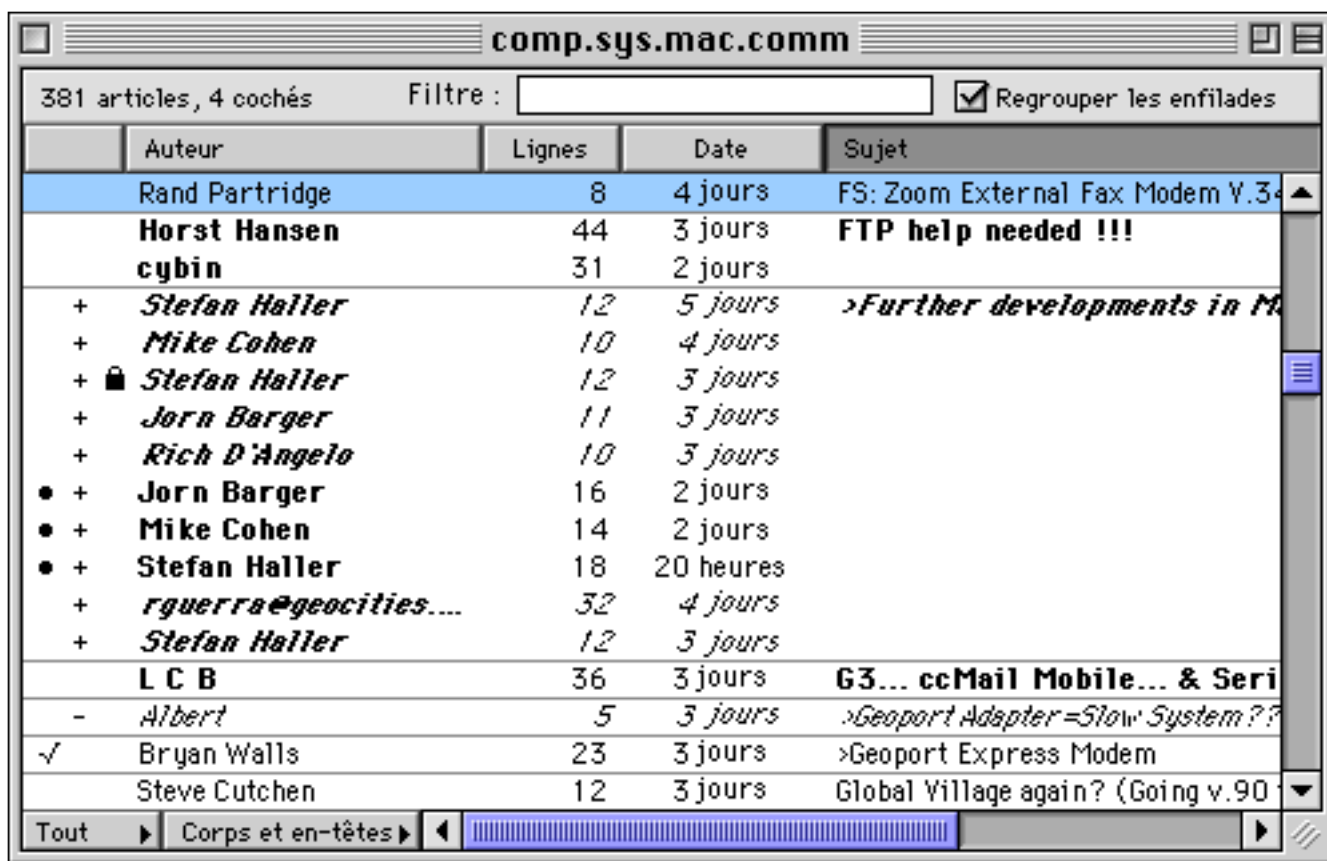 comp.sys.mac.comm
381 articles, 4 cochés Filtre : Regrouper les enfilades
Auteur Lignes Date Sujet
Rand Partridge 8 4 jours FS: Zoom External Fax Modem V.34
Horst Hansen 44 3 jours FTP help needed !!!
cybin 31 2 jours
+ Stefan Haller 12 5 jours >Further developments in
+ Mike Cohen 10 4 jours
+ Stefan Haller 12 3 jours
+ Jorn Barger 11 3 jours
+ Rich D'Angelo 10 3 jours
• + Jorn Barger 16 2 jours
• + Mike Cohen 14 2 jours
• + Stefan Haller 18 20 heures
+ rguerra@geocities.... 32 4 jours
+ Stefan Haller 12 3 jours
L C B 36 3 jours G3... ccMail Mobile... & Seri
- Albert 5 3 jours >Geoport Adapter=Slow System??
√ Bryan Walls 23 3 jours >Geoport Express Modem
Steve Cutchen 12 3 jours Global Village again? (Going v.90
Tout Corps et en-têtes